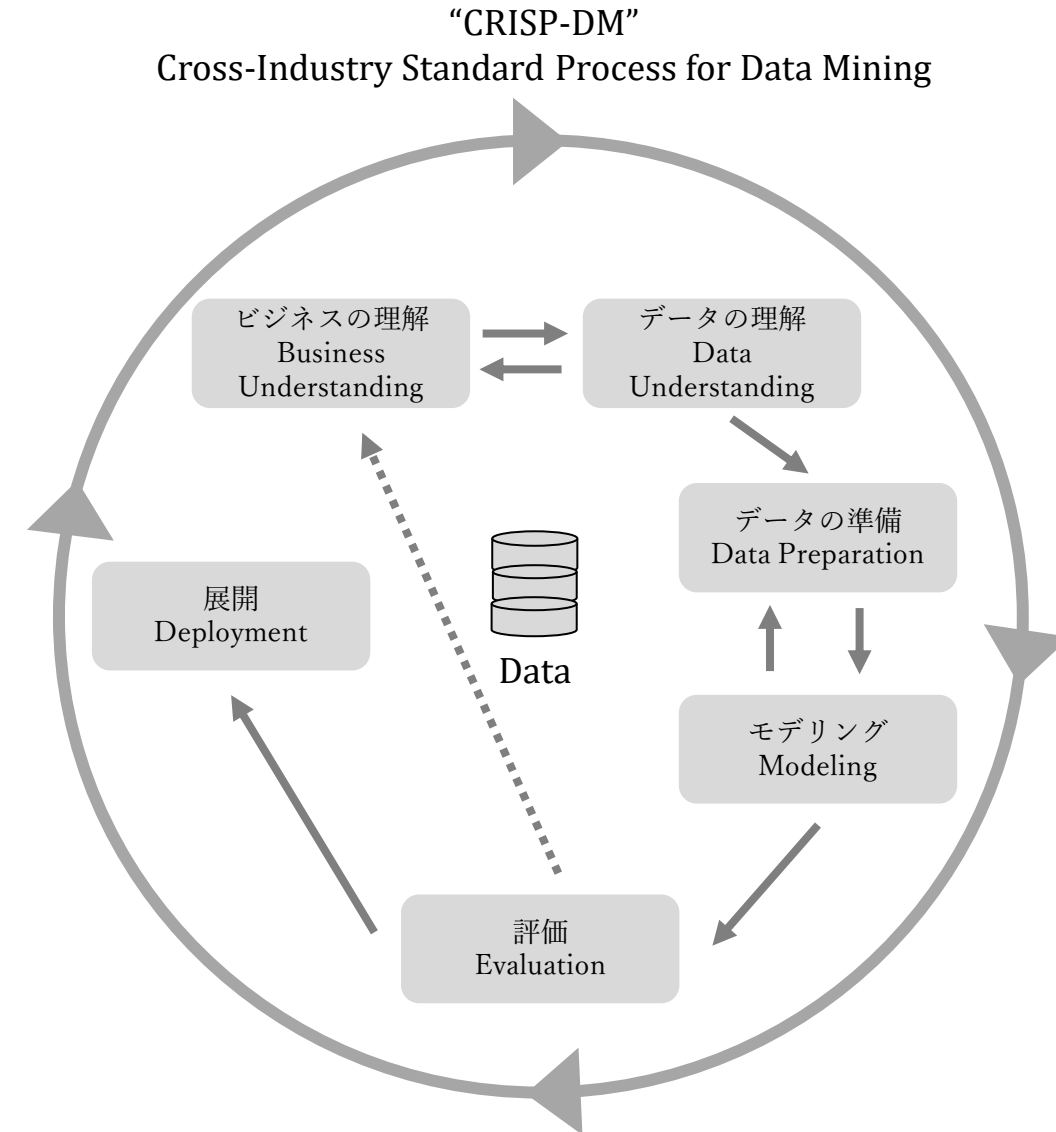 “CRISP-DM”
Cross-Industry Standard Process for Data Mining
ビジネスの理解
Business
Understanding
データの理解
Data
Understanding
データの準備
Data Preparation
展開
Deployment
Data
モデリング
Modeling
評価
Evaluation